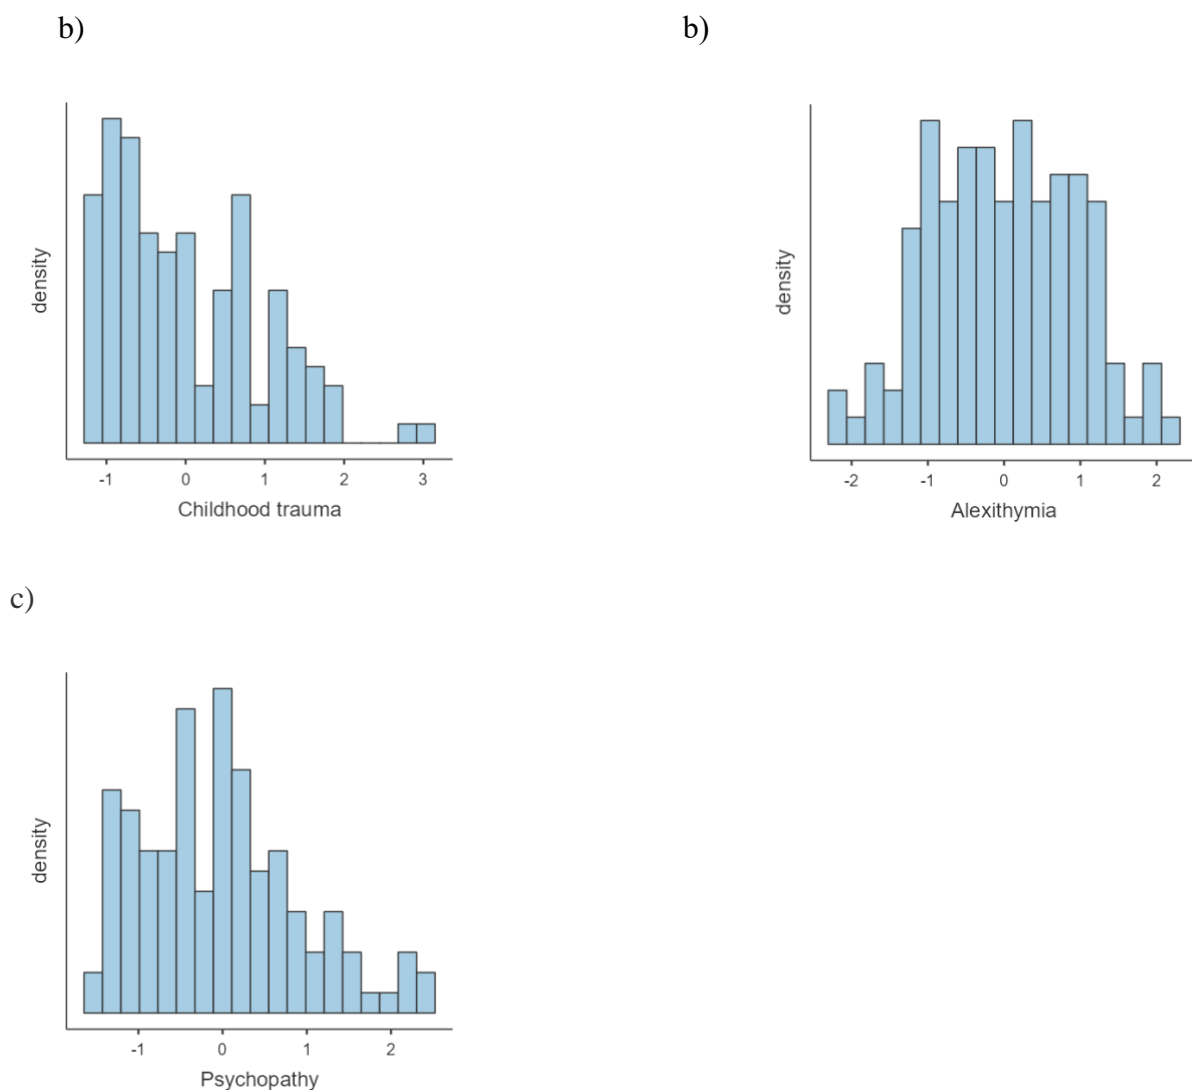 b)
b)
density
-1 0 1 2 3
Childhood trauma
density
-2 -1 0 1 2
Alexithymia
c)
density
-1 0 1 2
Psychopathy